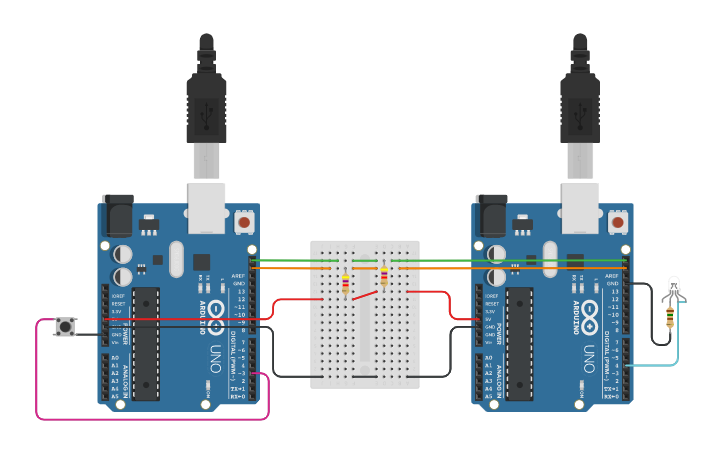 L
TX
RX
AREF
GND
13
12
~11
~10
~9
8
7
~6
~5
4
~3
2
TX→1
RX←0
IOREF
RESET
3.3V
5V
GND
GND
Vin
A0
A1
A2
A3
A4
A5
POWER
ANALOG IN
ARDUINO
UNO
DIGITAL (PWM~)
ON
L
TX
RX
AREF
GND
13
12
~11
~10
~9
8
7
~6
~5
4
~3
2
TX→1
RX←0
IOREF
RESET
3.3V
5V
GND
GND
Vin
A0
A1
A2
A3
A4
A5
POWER
ANALOG IN
ARDUINO
UNO
DIGITAL (PWM~)
ON